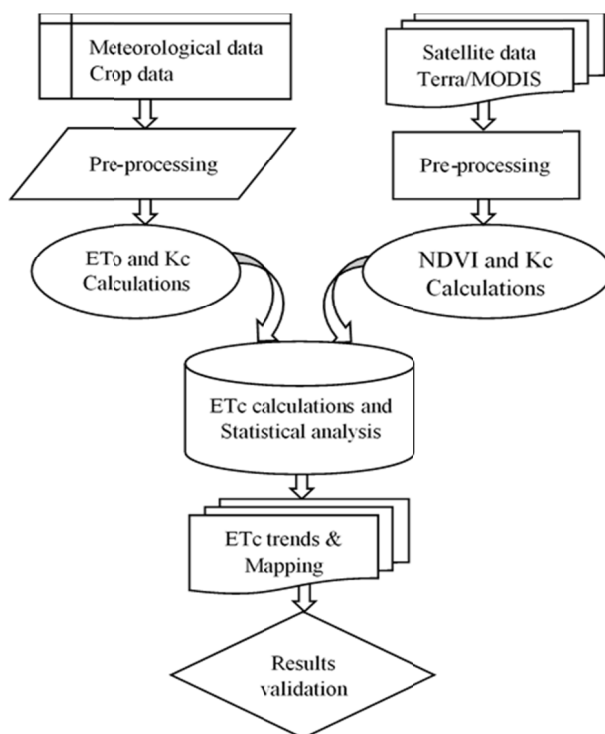 Meteorological data
Crop data
Satellite data
Terra/MODIS
Pre-processing
Pre-processing
ETo and Kc
Calculations
NDVI and Kc
Calculations
ETc calculations and
Statistical analysis
ETc trends &
Mapping
Results
validation